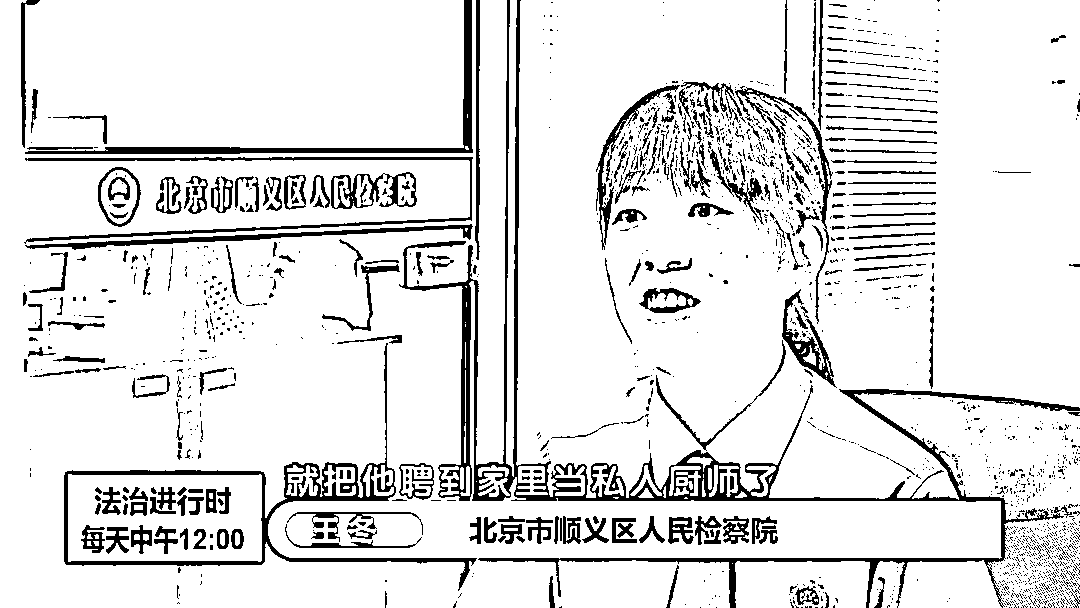 北京市顺义区人民检察院
就把他聘到家里当私人厨师了
法治进行时
每天中午12:00
王冬
北京市顺义区人民检察院